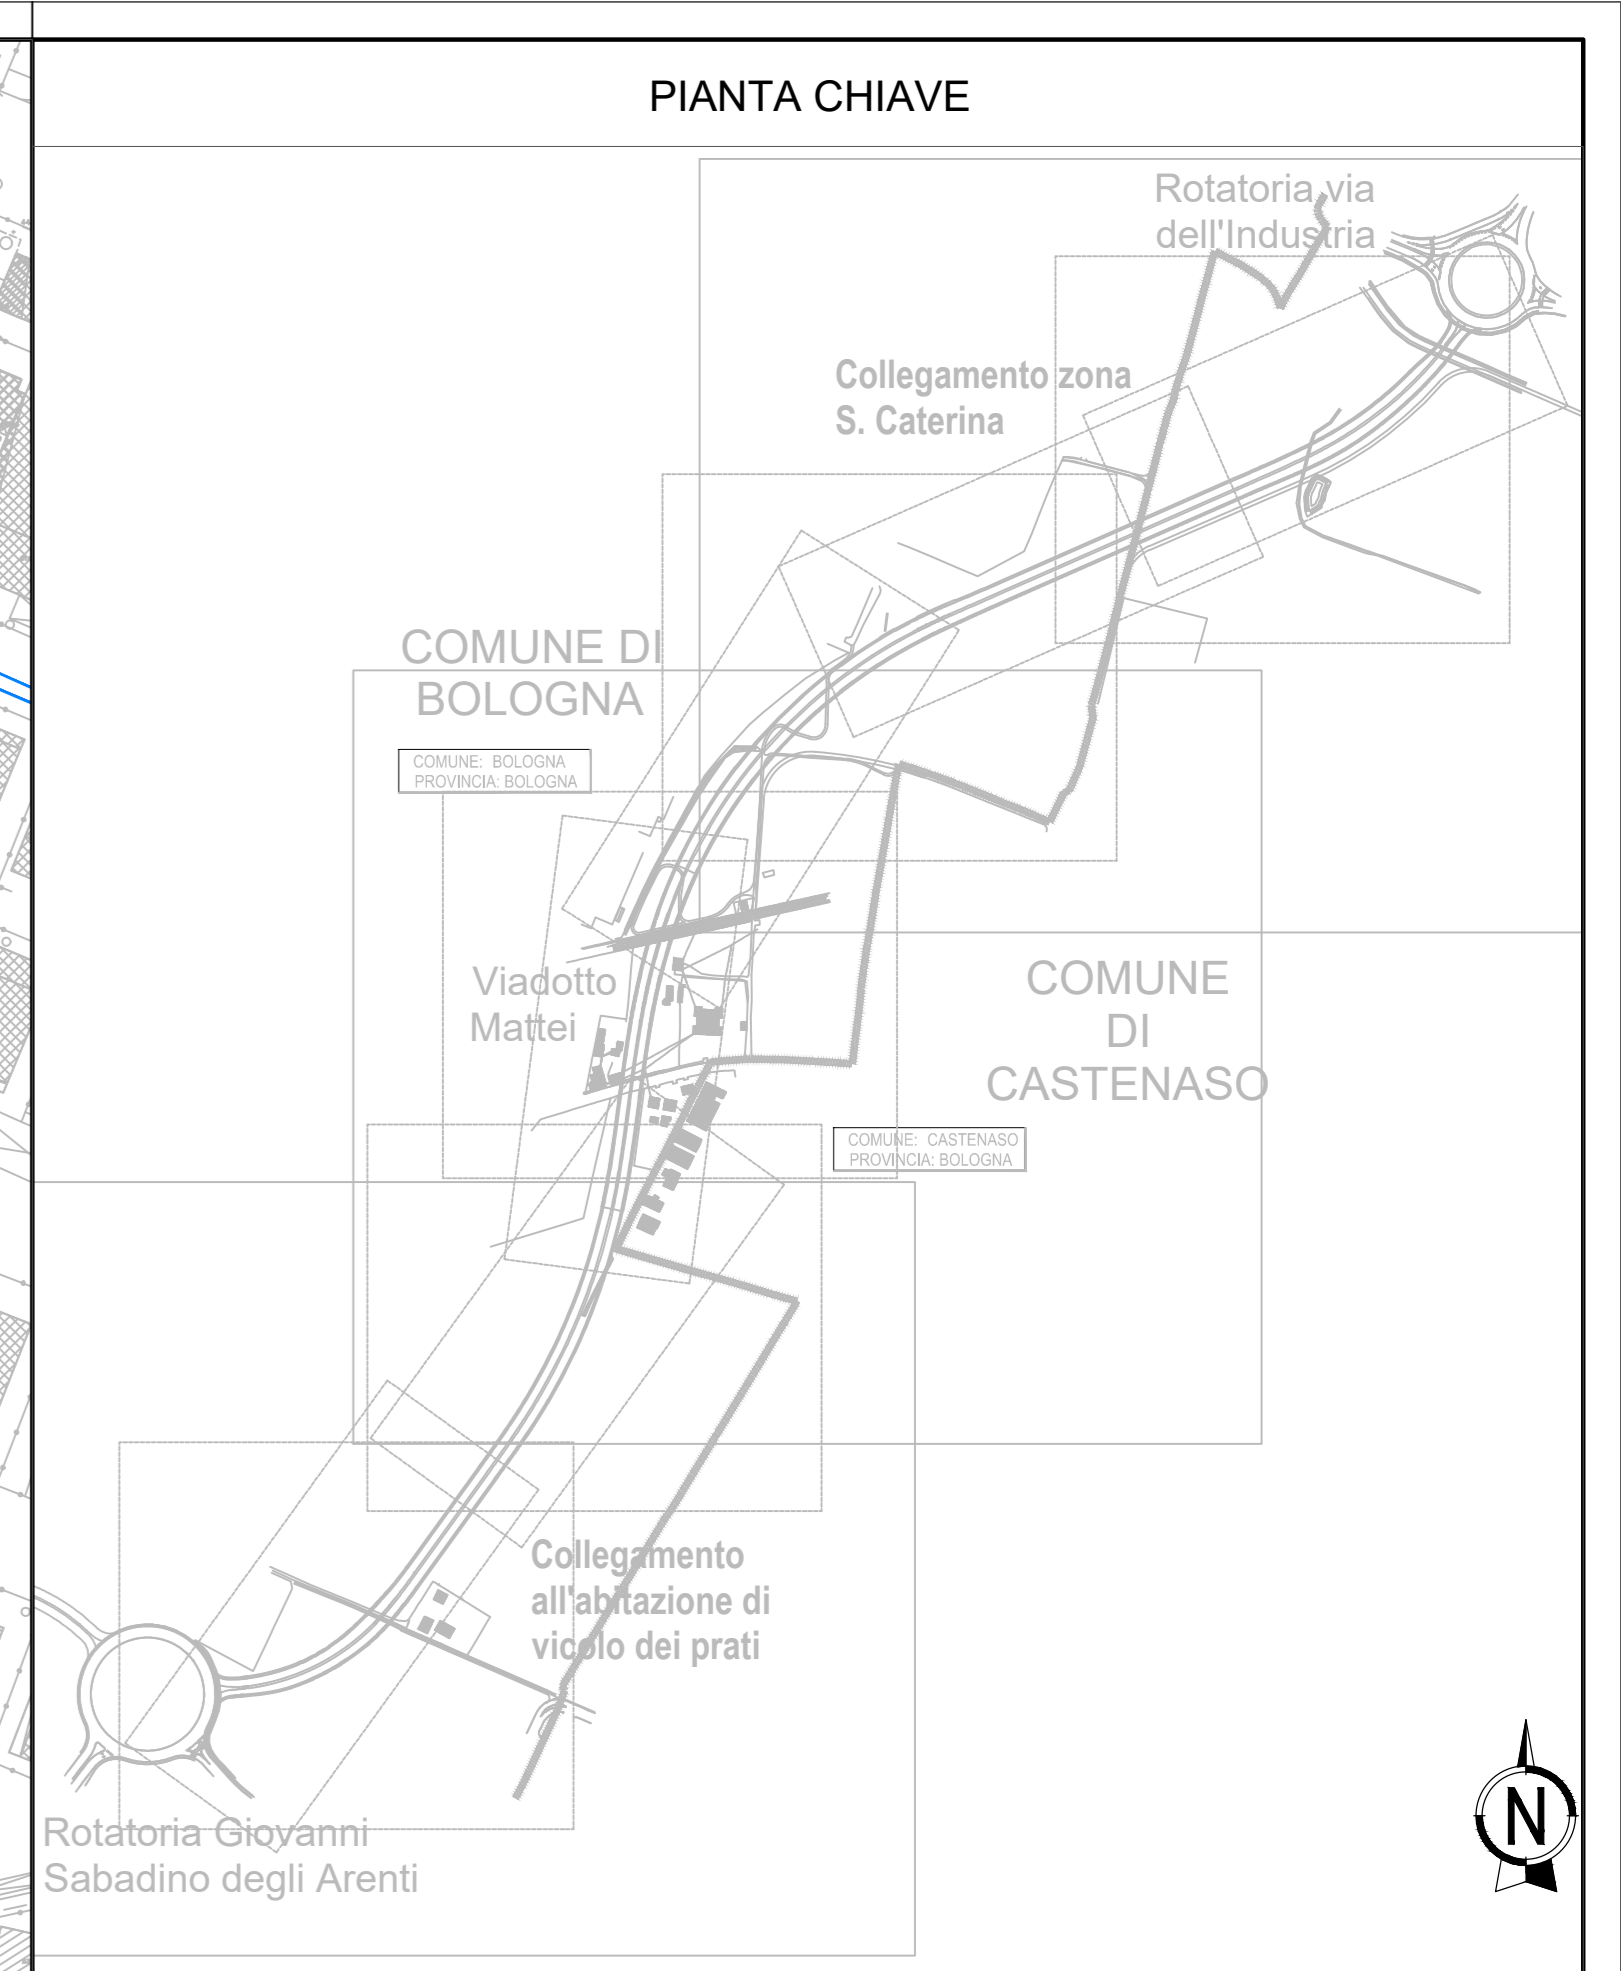 PIANTA CHIAVE
Rotatoria via
dell'Industria
Collegamento zona
S. Caterina
COMUNE DI
BOLOGNA
COMUNE: BOLOGNA
PROVINCIA: BOLOGNA
Viadotto
Mattei
COMUNE
DI
CASTENASO
COMUNE: CASTENASO
PROVINCIA: BOLOGNA
Collegamento
all'abitazione di
vicolo dei prati
Rotatoria Giovanni
Sabadino degli Arenti
N